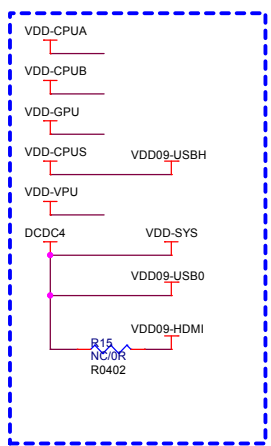 VDD-CPUA
VDD-CPUB
VDD-GPU
VDD-CPUS
VDD09-USBH
VDD-VPU
DCDC4
VDD-SYS
VDD09-USB0
VDD09-HDMI
R15
NC/0R
R0402